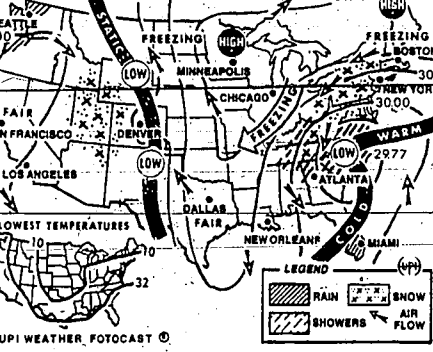 HIGH
STATIC
FREEZING
HIGH
FREEZING
BOSTON
LOW
MINNEAPOLIS
30
CHICAGO
NEW YORK
30.00
FREEZING
FAIR
N FRANCISCO
DENVER
WARM
LOW
LOW
29.77
LOS ANGELES
ATLANTA
DALLAS
FAIR
COLD
NEW ORLEANS
MIAMI
LOWEST TEMPERATURES
10
10
32
LEGEND
UPI
RAIN
SNOW
SHOWERS
AIR
FLOW
UPI WEATHER FOTOCAST ®